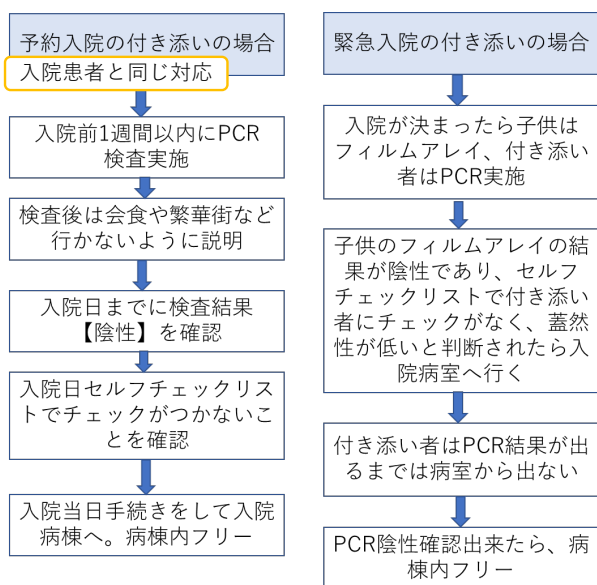 予約入院の付き添いの場合
入院患者と同じ対応
入院前1週間以内にPCR
検査実施
検査後は会食や繁華街など
行かないように説明
入院日までに検査結果
【陰性】を確認
入院日セルフチェックリス
トでチェックがつかないこ
とを確認
入院当日手続きをして入院
病棟へ。病棟内フリー
緊急入院の付き添いの場合
入院が決まったら子供は
フィルムアレイ、付き添い
者はPCR実施
子供のフィルムアレイの結
果が陰性であり、セルフ
チェックリストで付き添い
者にチェックがなく、蓋然
性が低いと判断されたら入
院病室へ行く
付き添い者はPCR結果が出
るまでは病室から出ない
PCR陰性確認出来たら、病
棟内フリー